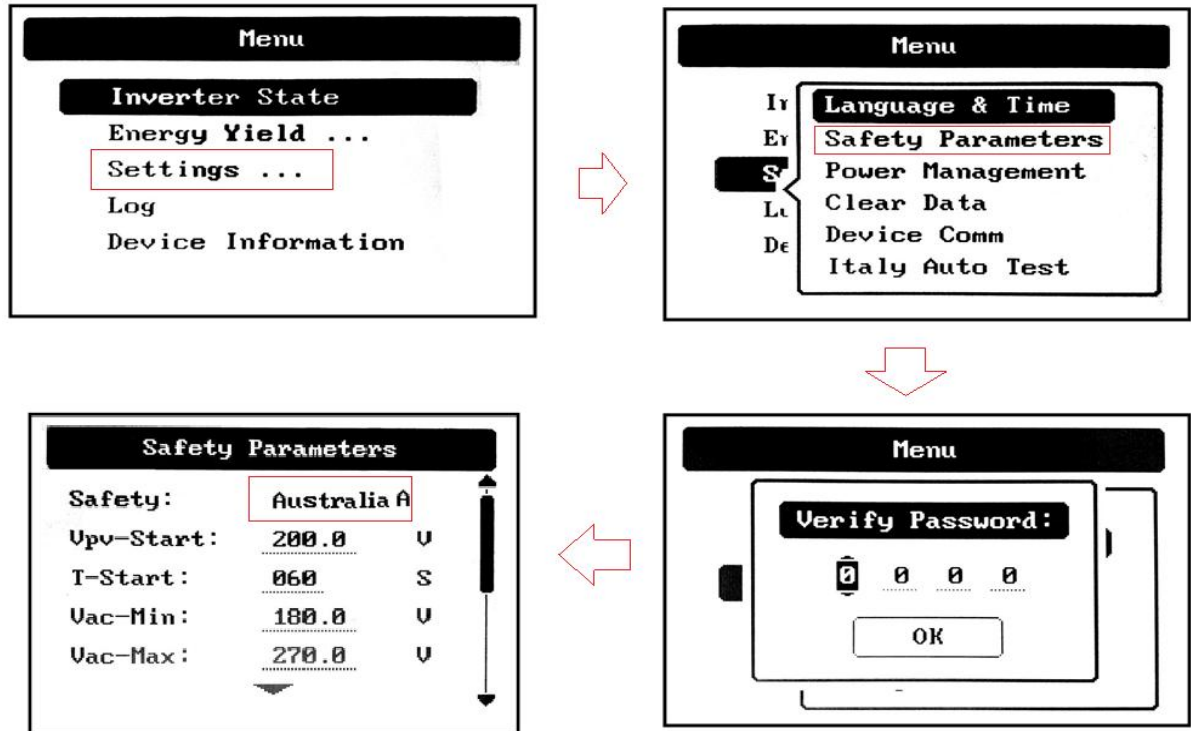 Menu
Inverter State
Energy Yield ...
Settings ...
Log
Device Information
Menu
Language & Time
Safety Parameters
Power Management
Clear Data
Device Comm
Italy Auto Test
Menu
Verify Password:
0 0 0 0
OK
Safety Parameters
Safety: Australia A
Vpv-Start: 200.0 V
T-Start: 060 S
Vac-Min: 180.0 V
Vac-Max: 270.0 V